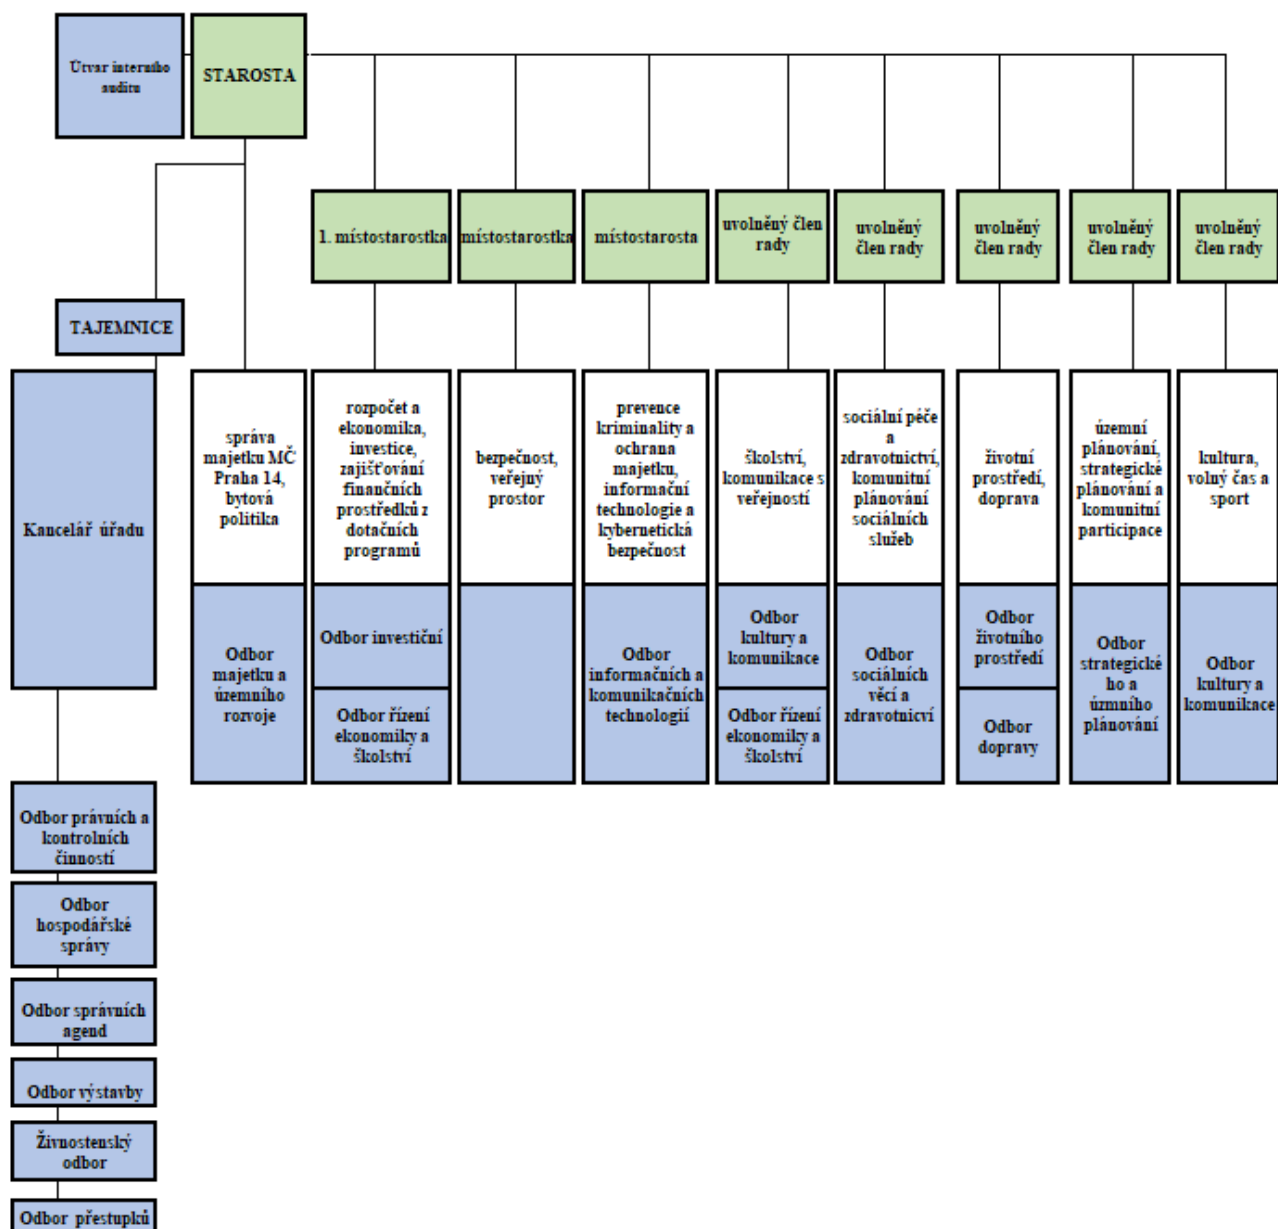 Útvar interního
auditu
STAROSTA
1. místostarostka
místostarostka
místostarosta
uvolněný člen
rady
uvolněný
člen rady
uvolněný
člen rady
uvolněný
člen rady
uvolněný
člen rady
TAJEMNICE
Kancelář úřadu
správa
majetku MČ
Praha 14,
bytová
politika
rozpočet a
ekonomika,
investice,
zajišťování
finančních
prostředků z
dotačních
programů
bezpečnost,
veřejný
prostor
prevence
kriminality a
ochrana
majetku,
informační
technologie a
kybernetická
bezpečnost
školství,
komunikace s
veřejností
sociální péče
a
zdravotnictví,
komunitní
plánování
sociálních
služeb
životní
prostředí,
doprava
územní
plánování,
strategické
plánování a
komunitní
participace
kultura,
volný čas a
sport
Odbor
majetku a
územního
rozvoje
Odbor investiční
Odbor řízení
ekonomiky a
školství
Odbor
informačních a
komunikačních
technologií
Odbor
kultury a
komunikace
Odbor řízení
ekonomiky a
školství
Odbor
sociálních
věcí a
zdravotnicví
Odbor
životního
prostředí
Odbor
dopravy
Odbor
strategické
ho a
úzmního
plánování
Odbor
kultury a
komunikace
Odbor právních a
kontrolních
činností
Odbor
hospodářské
správy
Odbor správních
agend
Odbor výstavby
Živnostenský
odbor
Odbor přestupků